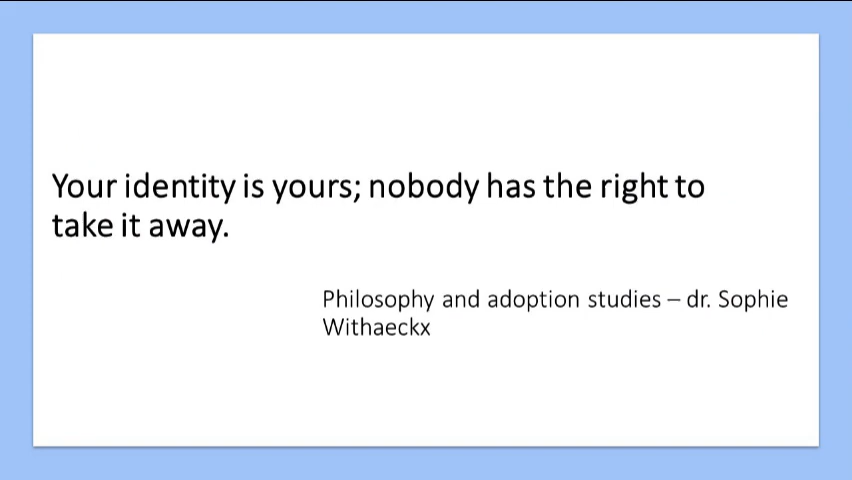 Your identity is yours; nobody has the right to
take it away.
Philosophy and adoption studies – dr. Sophie
Withaeckx